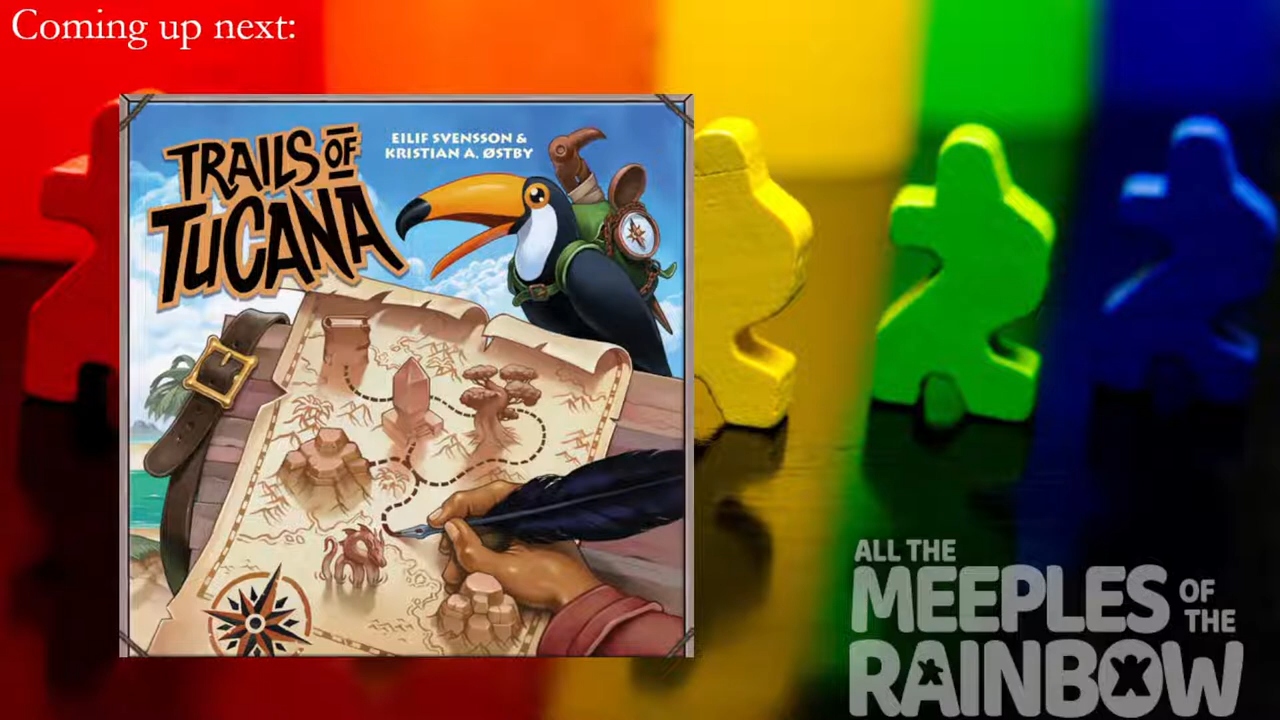 Coming up next:
TRAILS OF
TUCANA
EILIF SVENSSON &
KRISTIAN A. ØSTBY
ALL THE
MEEPLES OF
THE
RAINBOW